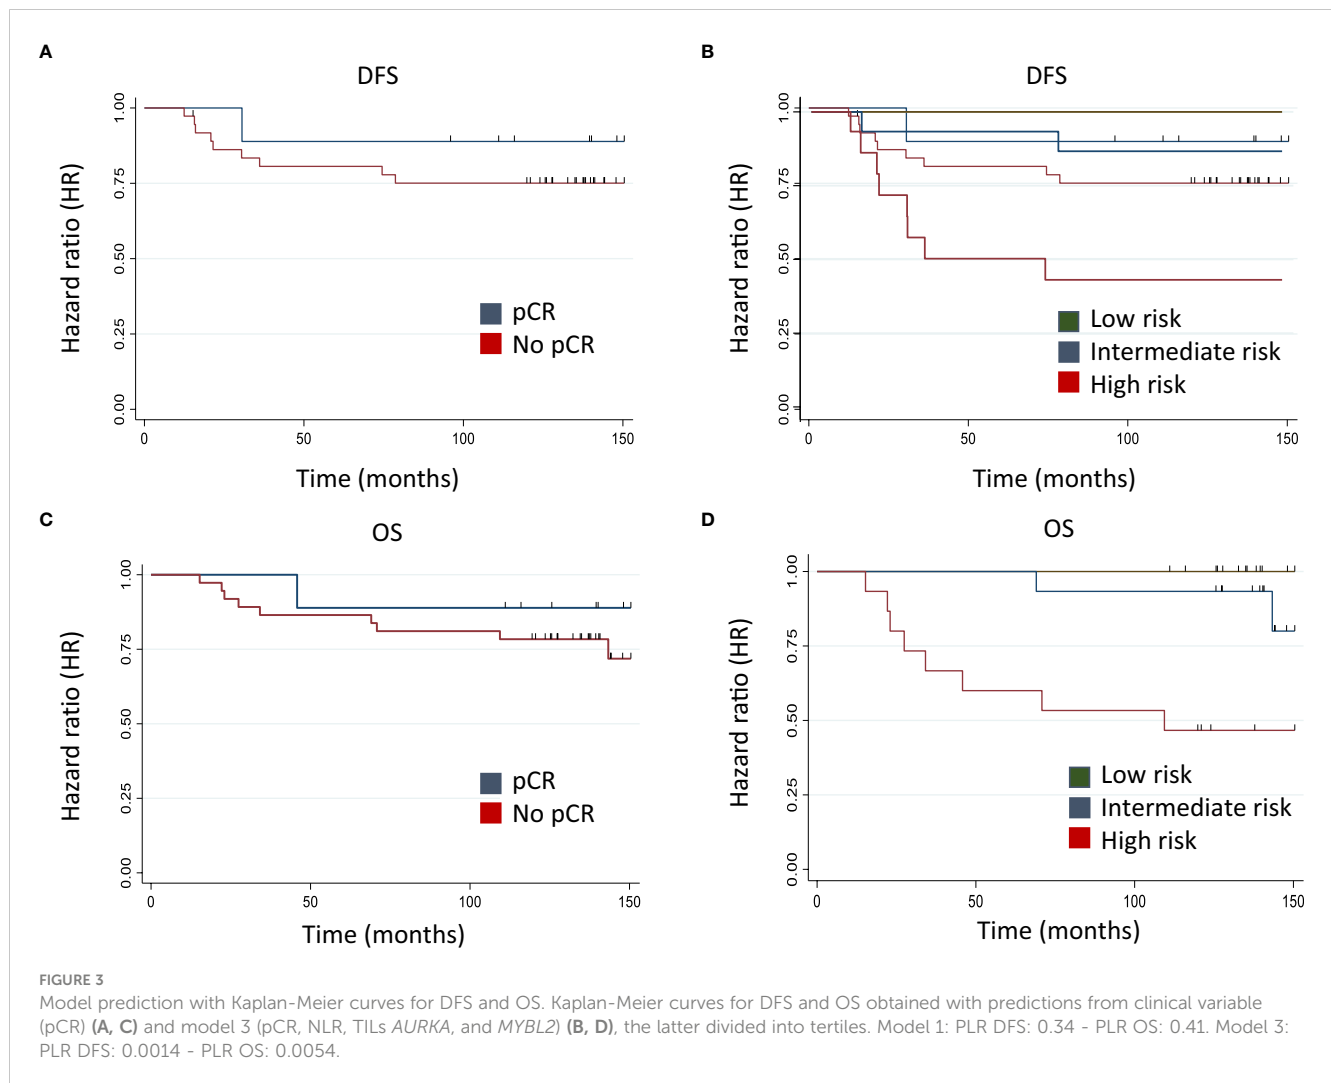 A
DFS
Hazard ratio (HR)
1.00
0.75
0.50
0.25
0.00
0
50
100
150
Time (months)
pCR
No pCR
B
DFS
Hazard ratio (HR)
1.00
0.75
0.50
0.25
0.00
0
50
100
150
Time (months)
Low risk
Intermediate risk
High risk
C
OS
Hazard ratio (HR)
1.00
0.75
0.50
0.25
0.00
0
50
100
150
Time (months)
pCR
No pCR
D
OS
Hazard ratio (HR)
1.00
0.75
0.50
0.25
0.00
0
50
100
150
Time (months)
Low risk
Intermediate risk
High risk
FIGURE 3
Model prediction with Kaplan-Meier curves for DFS and OS. Kaplan-Meier curves for DFS and OS obtained with predictions from clinical variable
(pCR) (A, C) and model 3 (pCR, NLR, TILs AURKA, and MYBL2) (B, D), the latter divided into tertiles. Model 1: PLR DFS: 0.34 - PLR OS: 0.41. Model 3:
PLR DFS: 0.0014 - PLR OS: 0.0054.